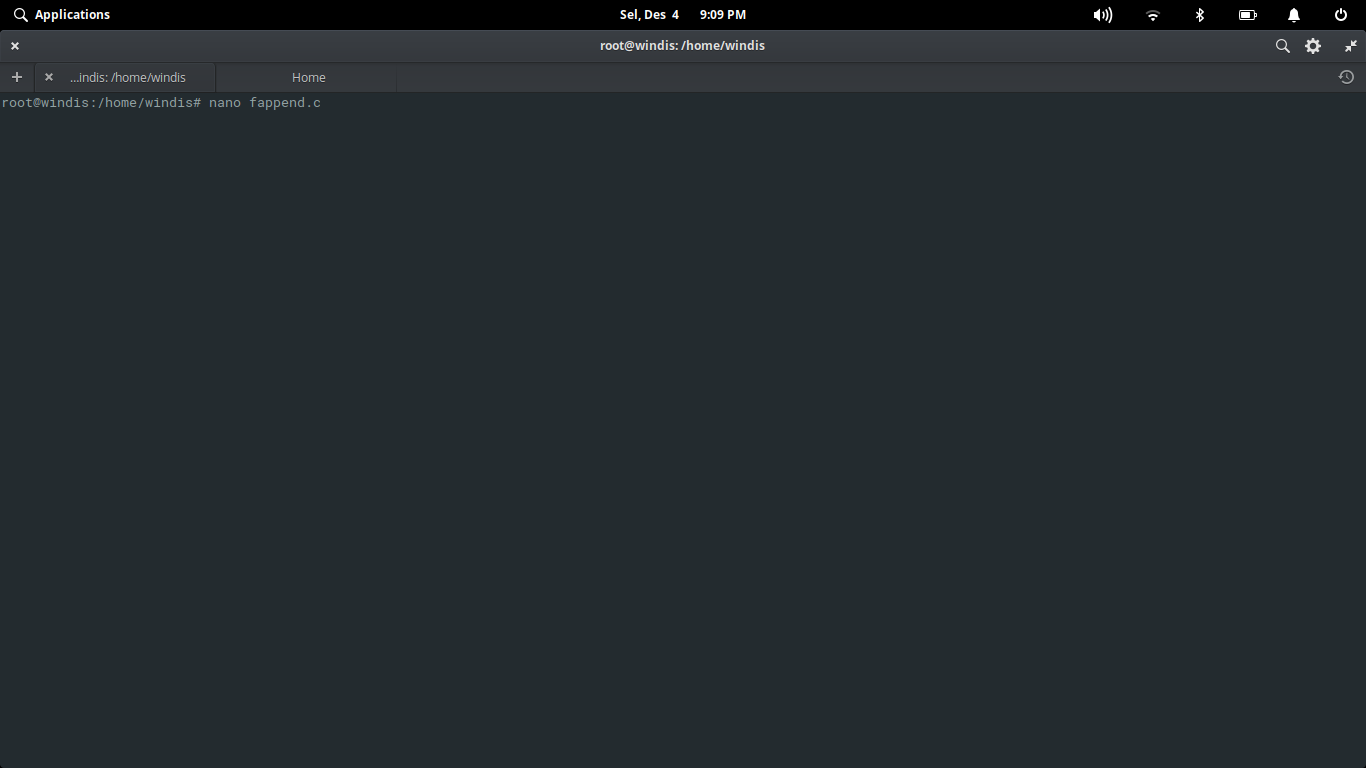 Applications
Sel, Des 4 9:09 PM
root@windis: /home/windis
...indis: /home/windis
Home
root@windis:/home/windis# nano fappend.c